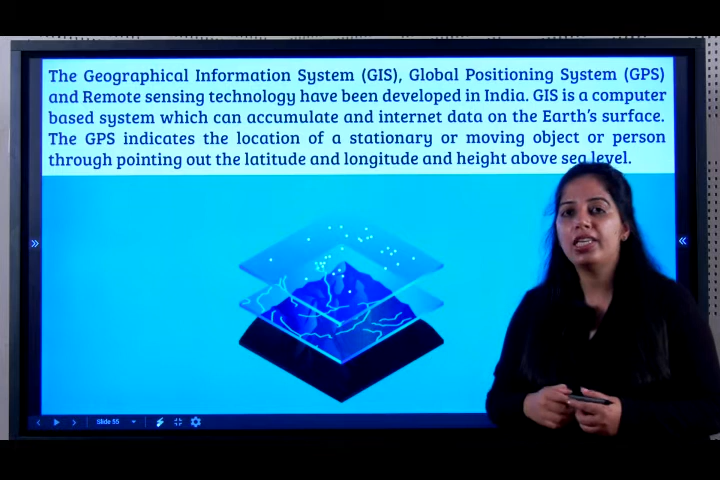 The Geographical Information System (GIS), Global Positioning System (GPS)
and Remote sensing technology have been developed in India. GIS is a computer
based system which can accumulate and internet data on the Earth's surface.
The GPS indicates the location of a stationary or moving object or person
through pointing out the latitude and longitude and height above sea level.
Slide 55